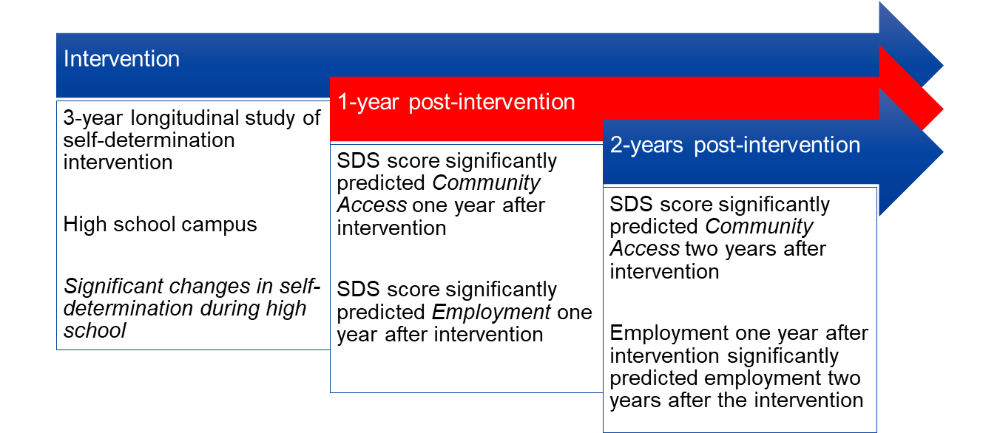 Intervention
3-year longitudinal study of
self-determination
intervention
High school campus
Significant changes in self-
determination during high
school
1-year post-intervention
SDS score significantly
predicted Community
Access one year after
intervention
SDS score significantly
predicted Employment one
year after intervention
2-years post-intervention
SDS score significantly
predicted Community
Access two years after
intervention
Employment one year after
intervention significantly
predicted employment two
years after the intervention